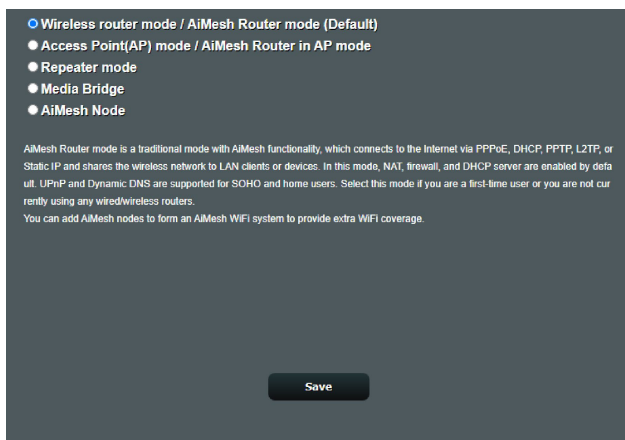 Wireless router mode / AiMesh Router mode (Default)
Access Point(AP) mode / AiMesh Router in AP mode
Repeater mode
Media Bridge
AiMesh Node
AiMesh Router mode is a traditional mode with AiMesh functionality, which connects to the Internet via PPPoE, DHCP, PPTP, L2TP, or
Static IP and shares the wireless network to LAN clients or devices. In this mode, NAT, firewall, and DHCP server are enabled by defa
ult. UPnP and Dynamic DNS are supported for SOHO and home users. Select this mode if you are a first-time user or you are not cur
rently using any wired/wireless routers.
You can add AiMesh nodes to form an AiMesh WiFi system to provide extra WiFi coverage.
Save